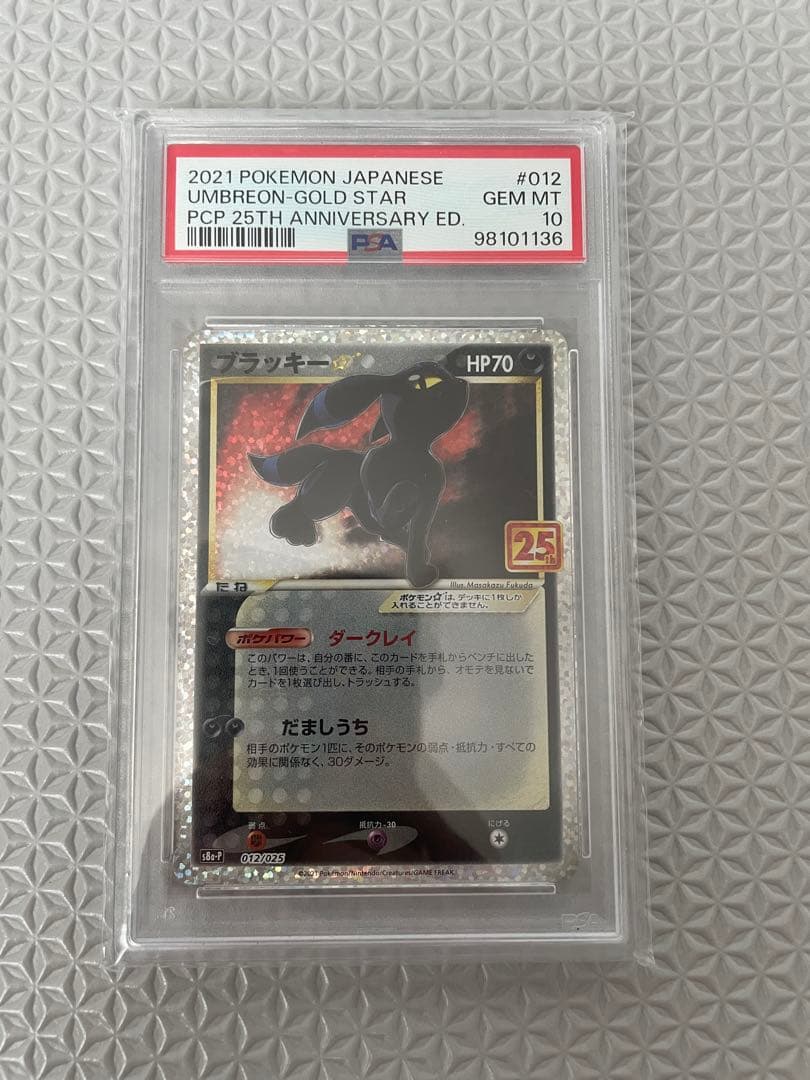 2021 POKEMON JAPANESE #012
UMBREON-GOLD STAR GEM MT
PCP 25TH ANNIVERSARY ED. 10
PSA 98101136
ブラッキー☆ HP70
25th
たね
Illus. Masakazu Fukuda
ポケモン☆は、デッキに1枚しか
入れることができません。
ポケパワー ダークレイ
このパワーは、自分の番に、このカードを手札からベンチに出した
とき、1回使うことができる。相手の手札から、オモテを見ないで
カードを1枚選び出し、トラッシュする。
だましうち
相手のポケモン1匹に、そのポケモンの弱点・抵抗力・すべての
効果に関係なく、30ダメージ。
弱点 抵抗力-30 にげる
s8a-P 012/025
©2021 Pokémon/Nintendo/Creatures/GAME FREAK
PSA